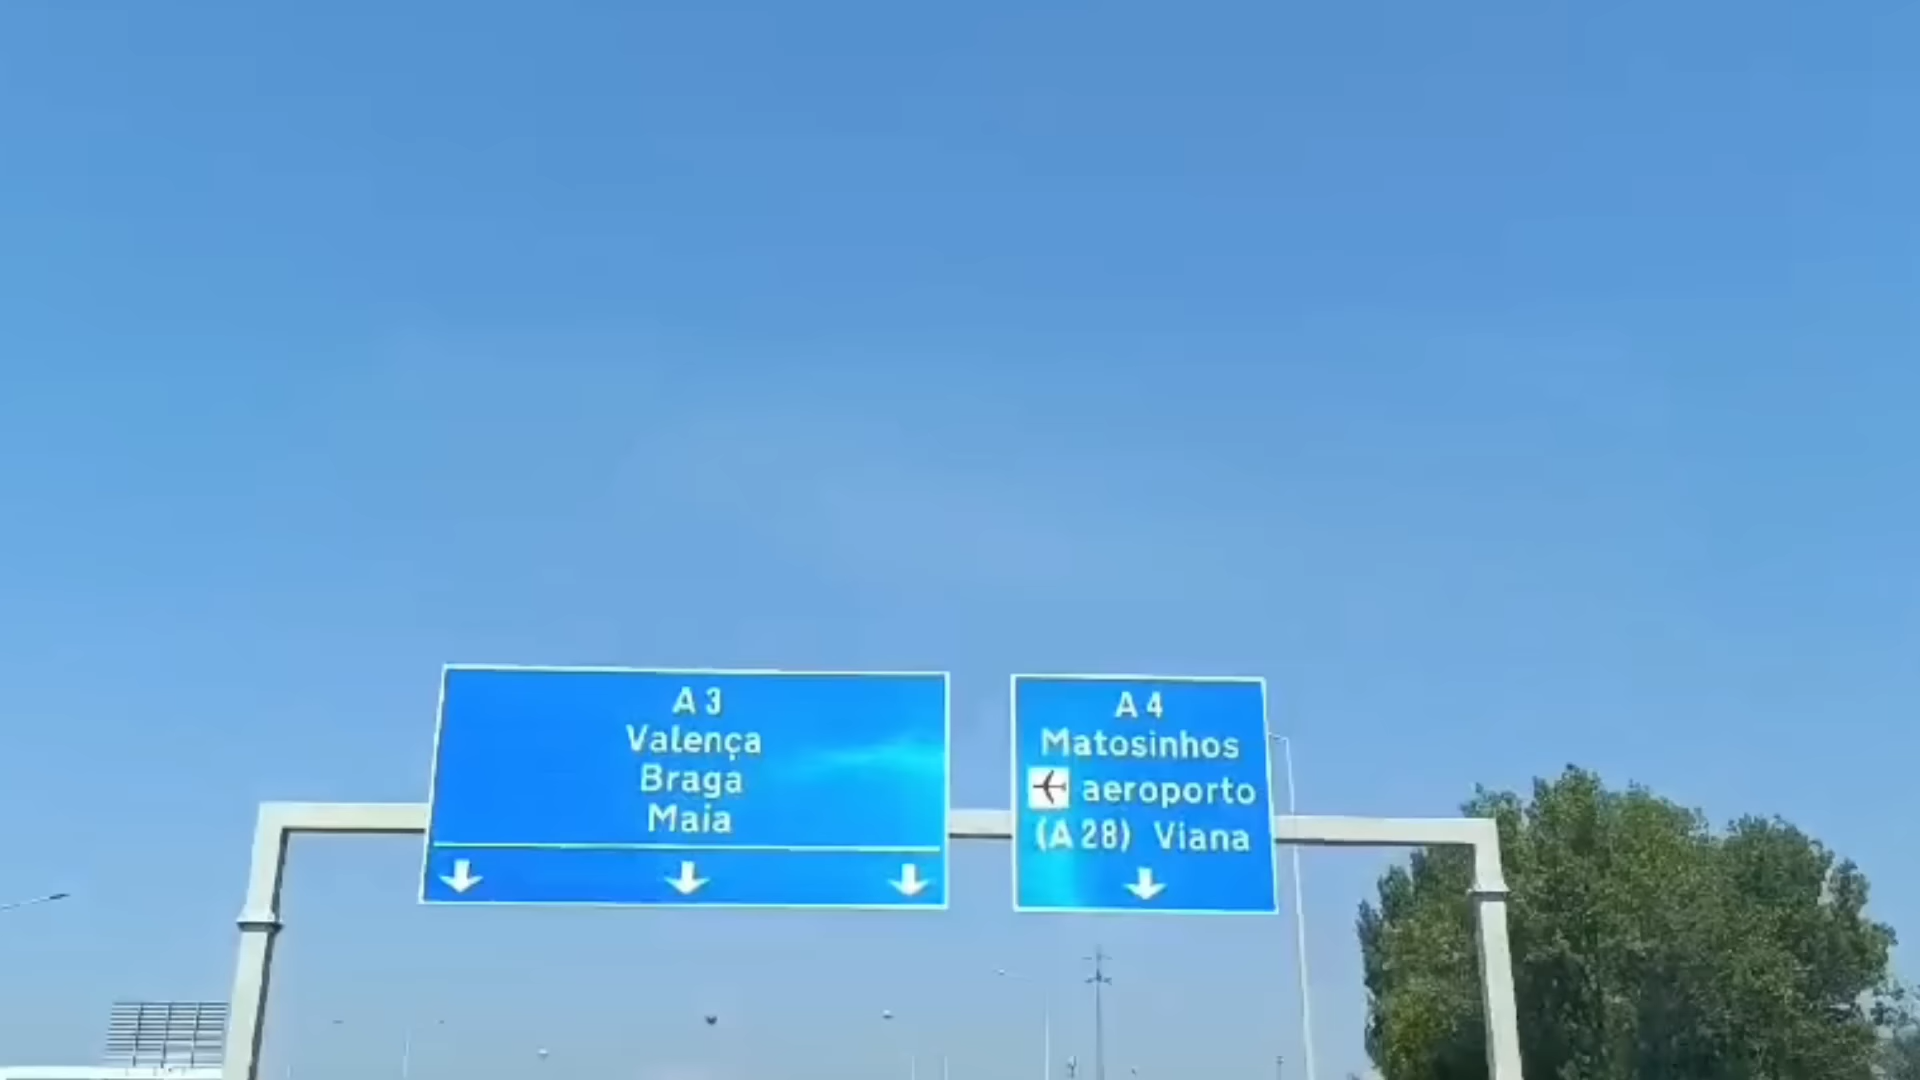 A 3
Valença
Braga
Maia
A 4
Matosinhos
aeroporto
(A 28) Viana